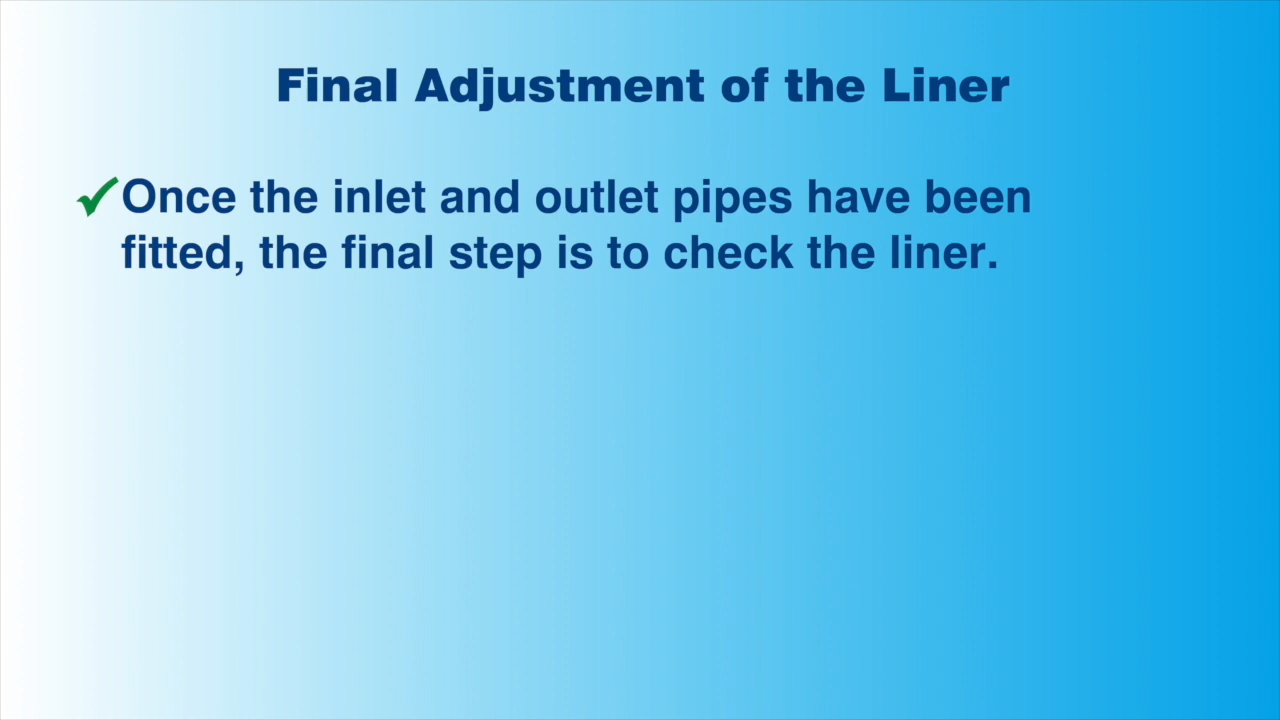 Final Adjustment of the Liner
✓Once the inlet and outlet pipes have been
fitted, the final step is to check the liner.